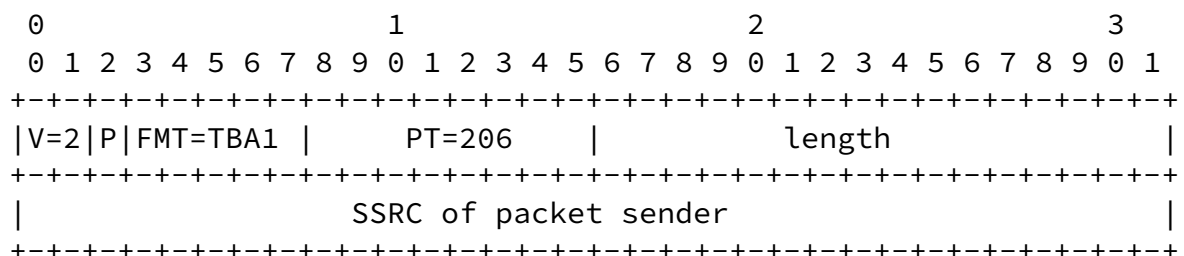 0                   1                   2                   3
 0 1 2 3 4 5 6 7 8 9 0 1 2 3 4 5 6 7 8 9 0 1 2 3 4 5 6 7 8 9 0 1
+-+-+-+-+-+-+-+-+-+-+-+-+-+-+-+-+-+-+-+-+-+-+-+-+-+-+-+-+-+-+-+-+
|V=2|P|FMT=TBA1 |     PT=206    |          length               |
+-+-+-+-+-+-+-+-+-+-+-+-+-+-+-+-+-+-+-+-+-+-+-+-+-+-+-+-+-+-+-+-+
|                  SSRC of packet sender                        |
+-+-+-+-+-+-+-+-+-+-+-+-+-+-+-+-+-+-+-+-+-+-+-+-+-+-+-+-+-+-+-+-+